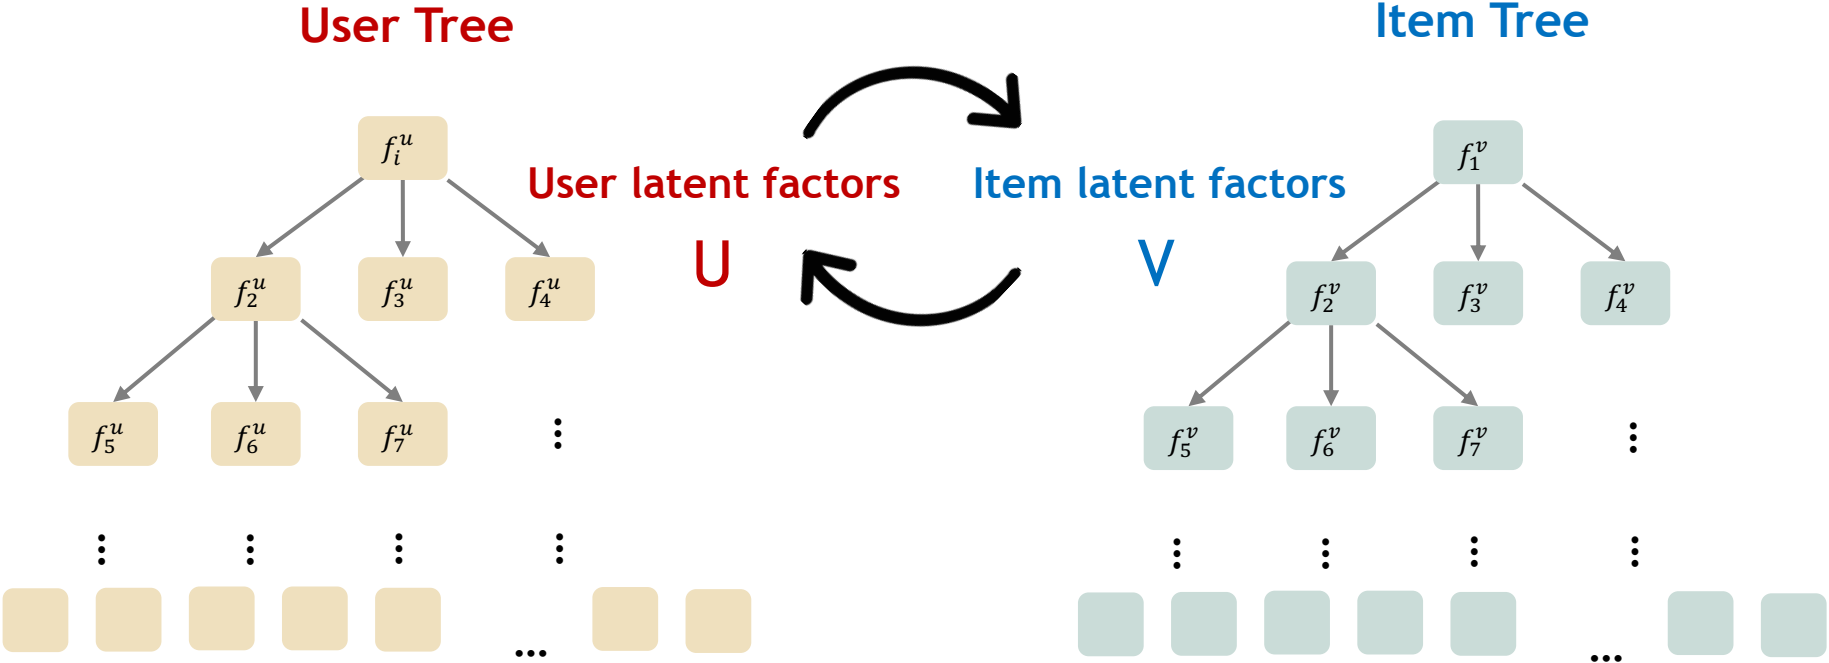 User Tree
Item Tree
f_i^u
f_1^v
User latent factors
Item latent factors
U
V
f_2^u f_3^u f_4^u
f_2^v f_3^v f_4^v
f_5^u f_6^u f_7^u ⋮
f_5^v f_6^v f_7^v ⋮
⋮ ⋮ ⋮ ⋮
⋮ ⋮ ⋮ ⋮
...
...